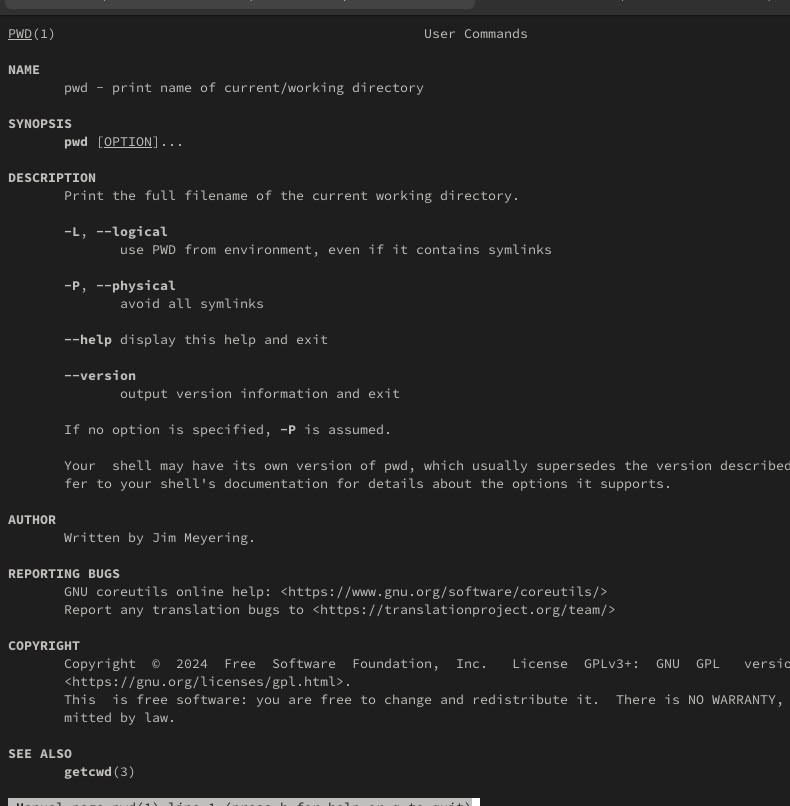 PWD(1) User Commands
NAME
pwd - print name of current/working directory
SYNOPSIS
pwd [OPTION]...
DESCRIPTION
Print the full filename of the current working directory.
-L, --logical
use PWD from environment, even if it contains symlinks
-P, --physical
avoid all symlinks
--help display this help and exit
--version
output version information and exit
If no option is specified, -P is assumed.
Your  shell may have its own version of pwd, which usually supersedes the version described
fer to your shell's documentation for details about the options it supports.
AUTHOR
Written by Jim Meyering.
REPORTING BUGS
GNU coreutils online help: <https://www.gnu.org/software/coreutils/>
Report any translation bugs to <https://translationproject.org/team/>
COPYRIGHT
Copyright  ©  2024  Free  Software  Foundation,  Inc.   License  GPLv3+:  GNU  GPL   versio
<https://gnu.org/licenses/gpl.html>.
This  is free software: you are free to change and redistribute it.  There is NO WARRANTY,
mitted by law.
SEE ALSO
getcwd(3)
Manual page pwd(1) line 1 (press h for help or q to quit)